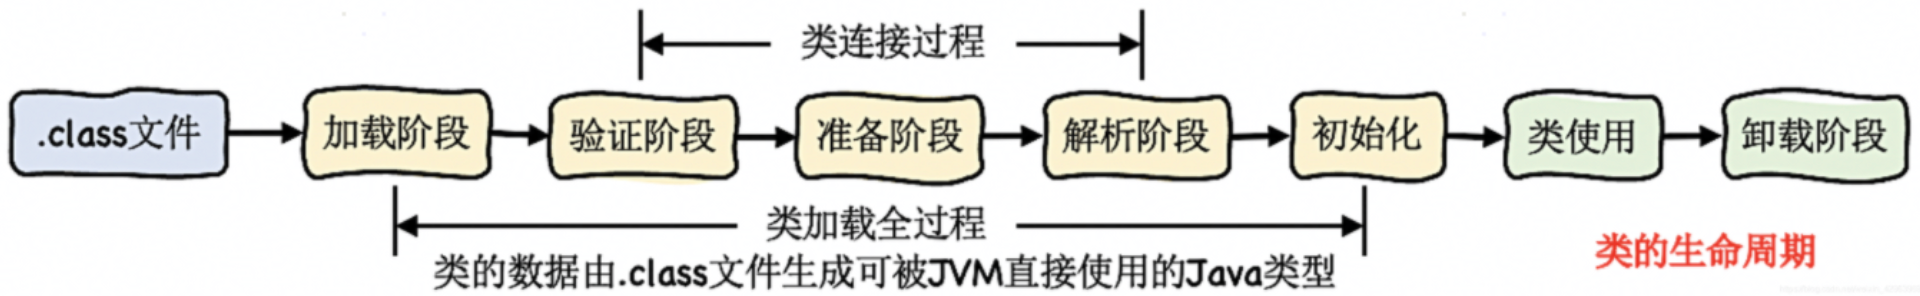 类连接过程
.class文件
加载阶段
验证阶段
准备阶段
解析阶段
初始化
类使用
卸载阶段
类加载全过程
类的数据由.class文件生成可被JVM直接使用的Java类型
类的生命周期